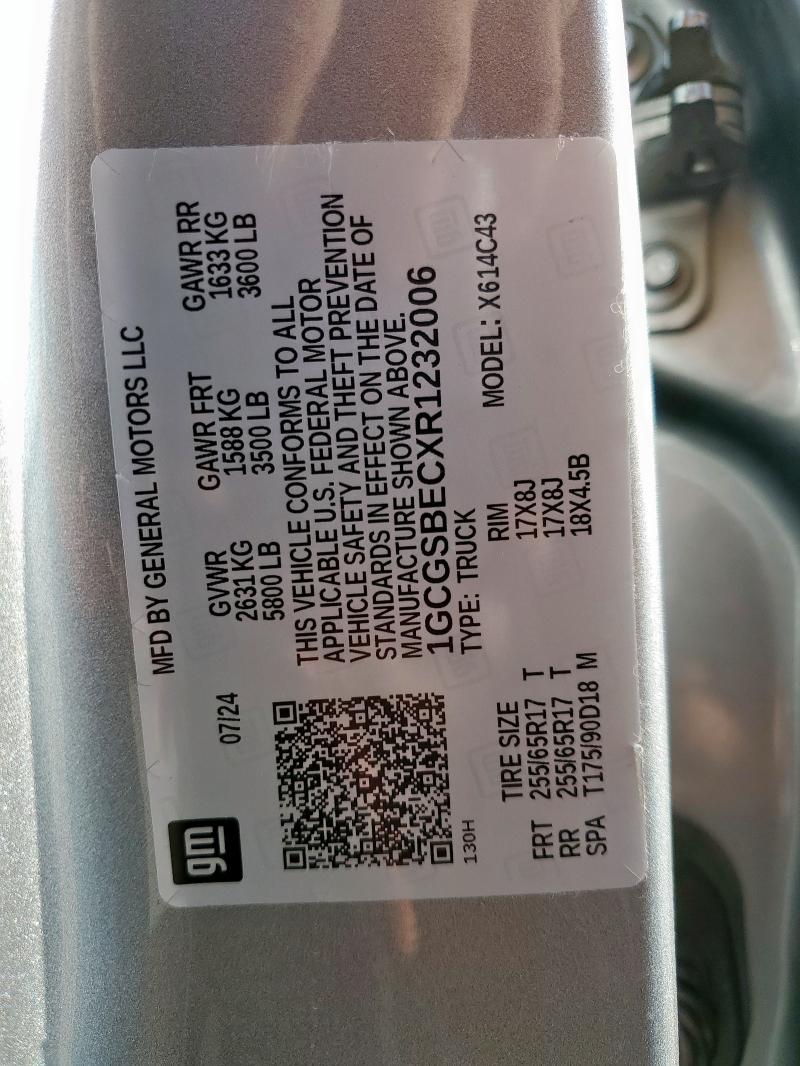 gm
MFD BY GENERAL MOTORS LLC
07/24
GVWR GAWR FRT GAWR RR
2631 KG 1588 KG 1633 KG
5800 LB 3500 LB 3600 LB
THIS VEHICLE CONFORMS TO ALL
APPLICABLE U.S. FEDERAL MOTOR
VEHICLE SAFETY AND THEFT PREVENTION
STANDARDS IN EFFECT ON THE DATE OF
MANUFACTURE SHOWN ABOVE.
1GCGSBECXR1232006
130H
TYPE: TRUCK MODEL: X614C43
TIRE SIZE RIM
FRT 255/65R17 T 17X8J
RR 255/65R17 T 17X8J
SPA T175/90D18 M 18X4.5B